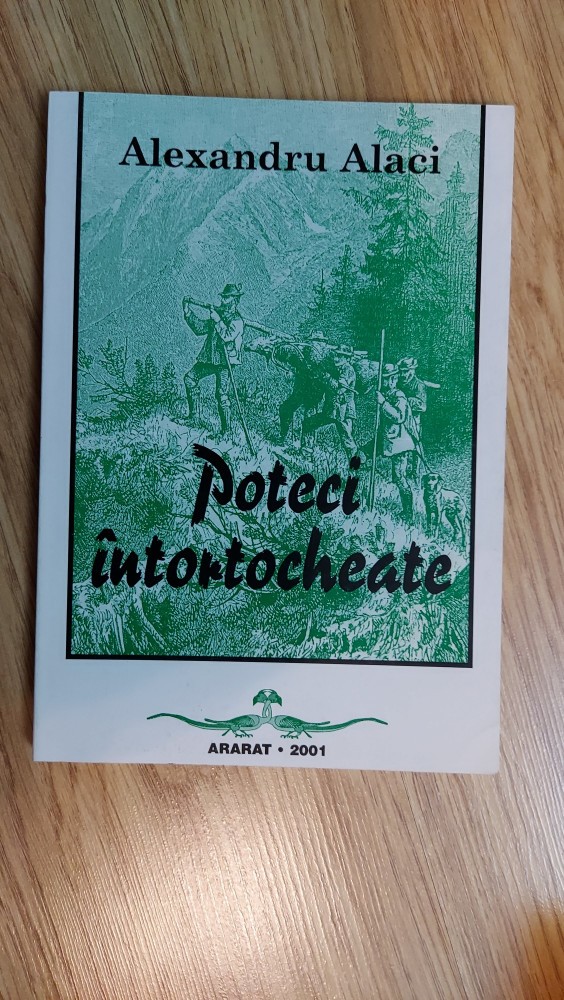 Alexandru Alaci
Poteci
întortocheate
ARARAT • 2001